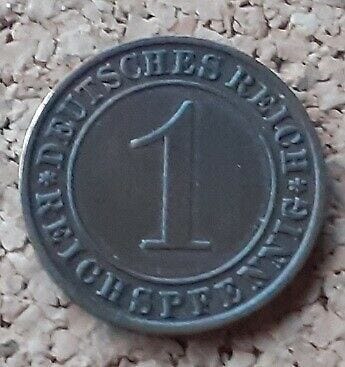 *DEUTSCHES REICH*
REICHSPFENNIG
1